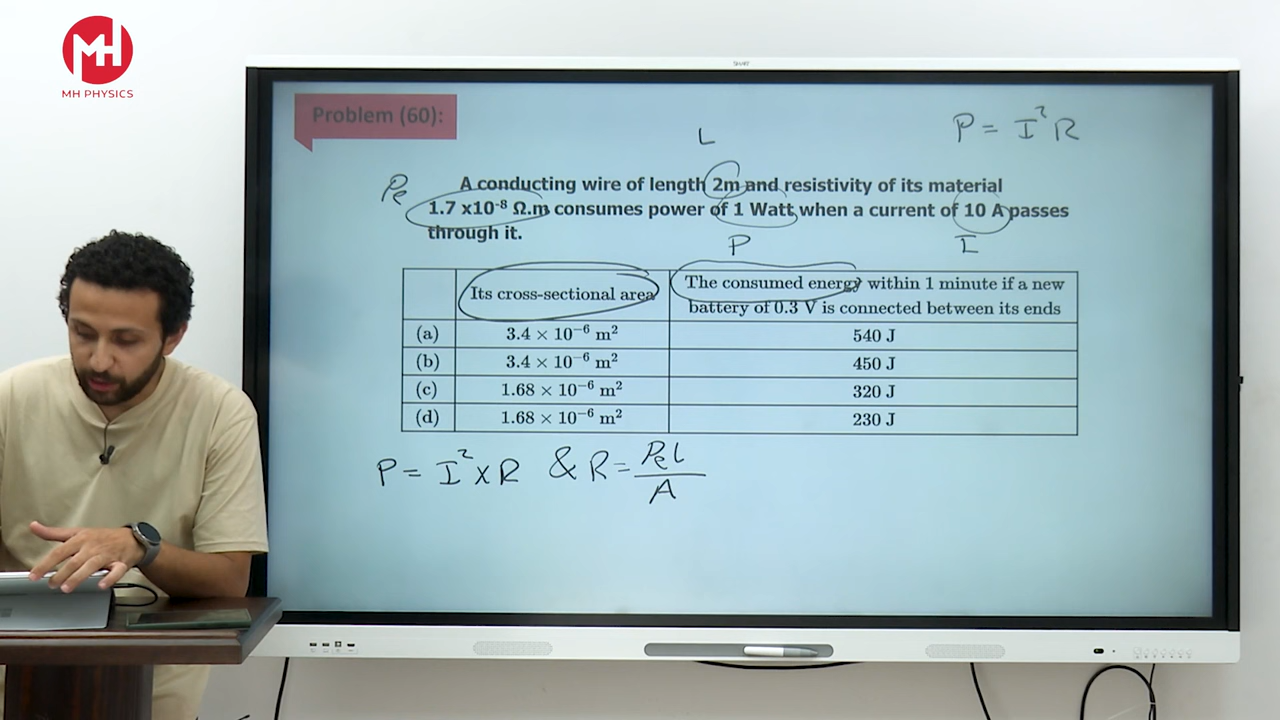 MH
MH PHYSICS
SMART
Problem (60):
P = I² R
L
A conducting wire of length 2m and resistivity of its material
ρe
1.7 x10⁻⁸ Ω.m consumes power of 1 Watt when a current of 10 A passes
through it.
P
I
Its cross-sectional area
The consumed energy within 1 minute if a new
battery of 0.3 V is connected between its ends
(a) 3.4 × 10⁻⁶ m² 540 J
(b) 3.4 × 10⁻⁶ m² 450 J
(c) 1.68 × 10⁻⁶ m² 320 J
(d) 1.68 × 10⁻⁶ m² 230 J
P = I² x R & R = ρe L / A